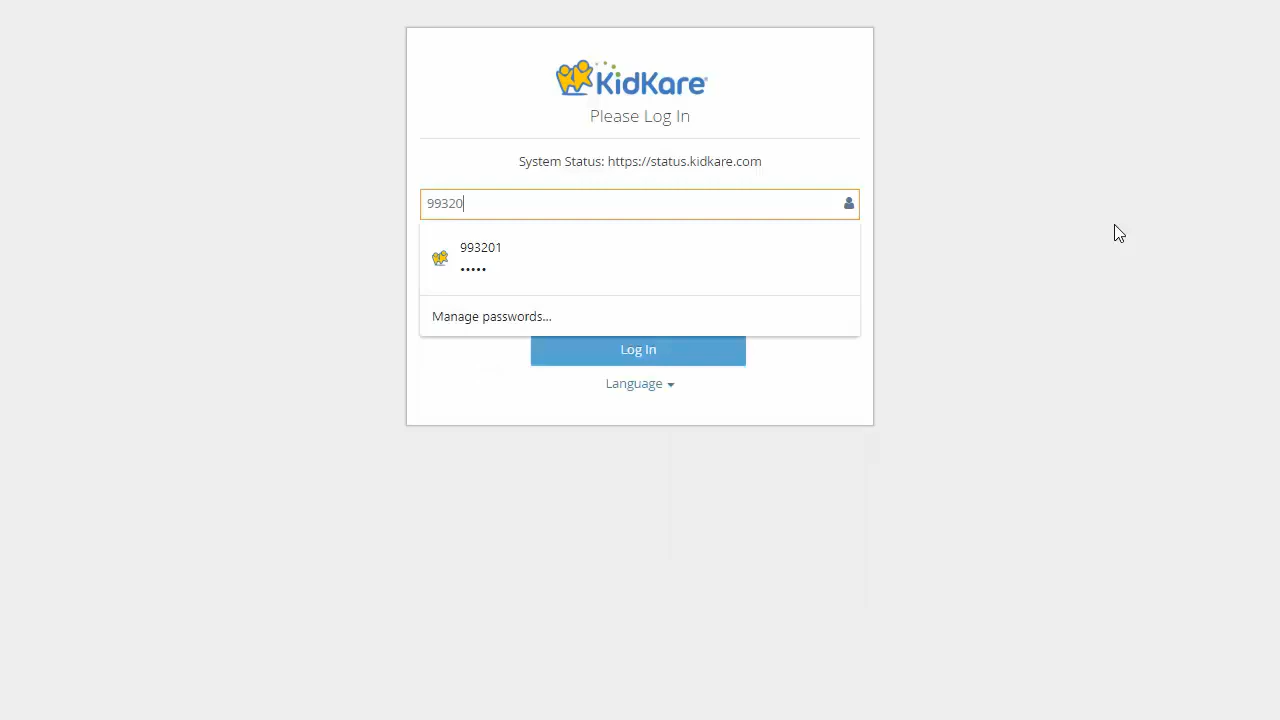 KidKare
Please Log In
System Status: https://status.kidkare.com
99320
993201
•••••
Manage passwords...
Log In
Language